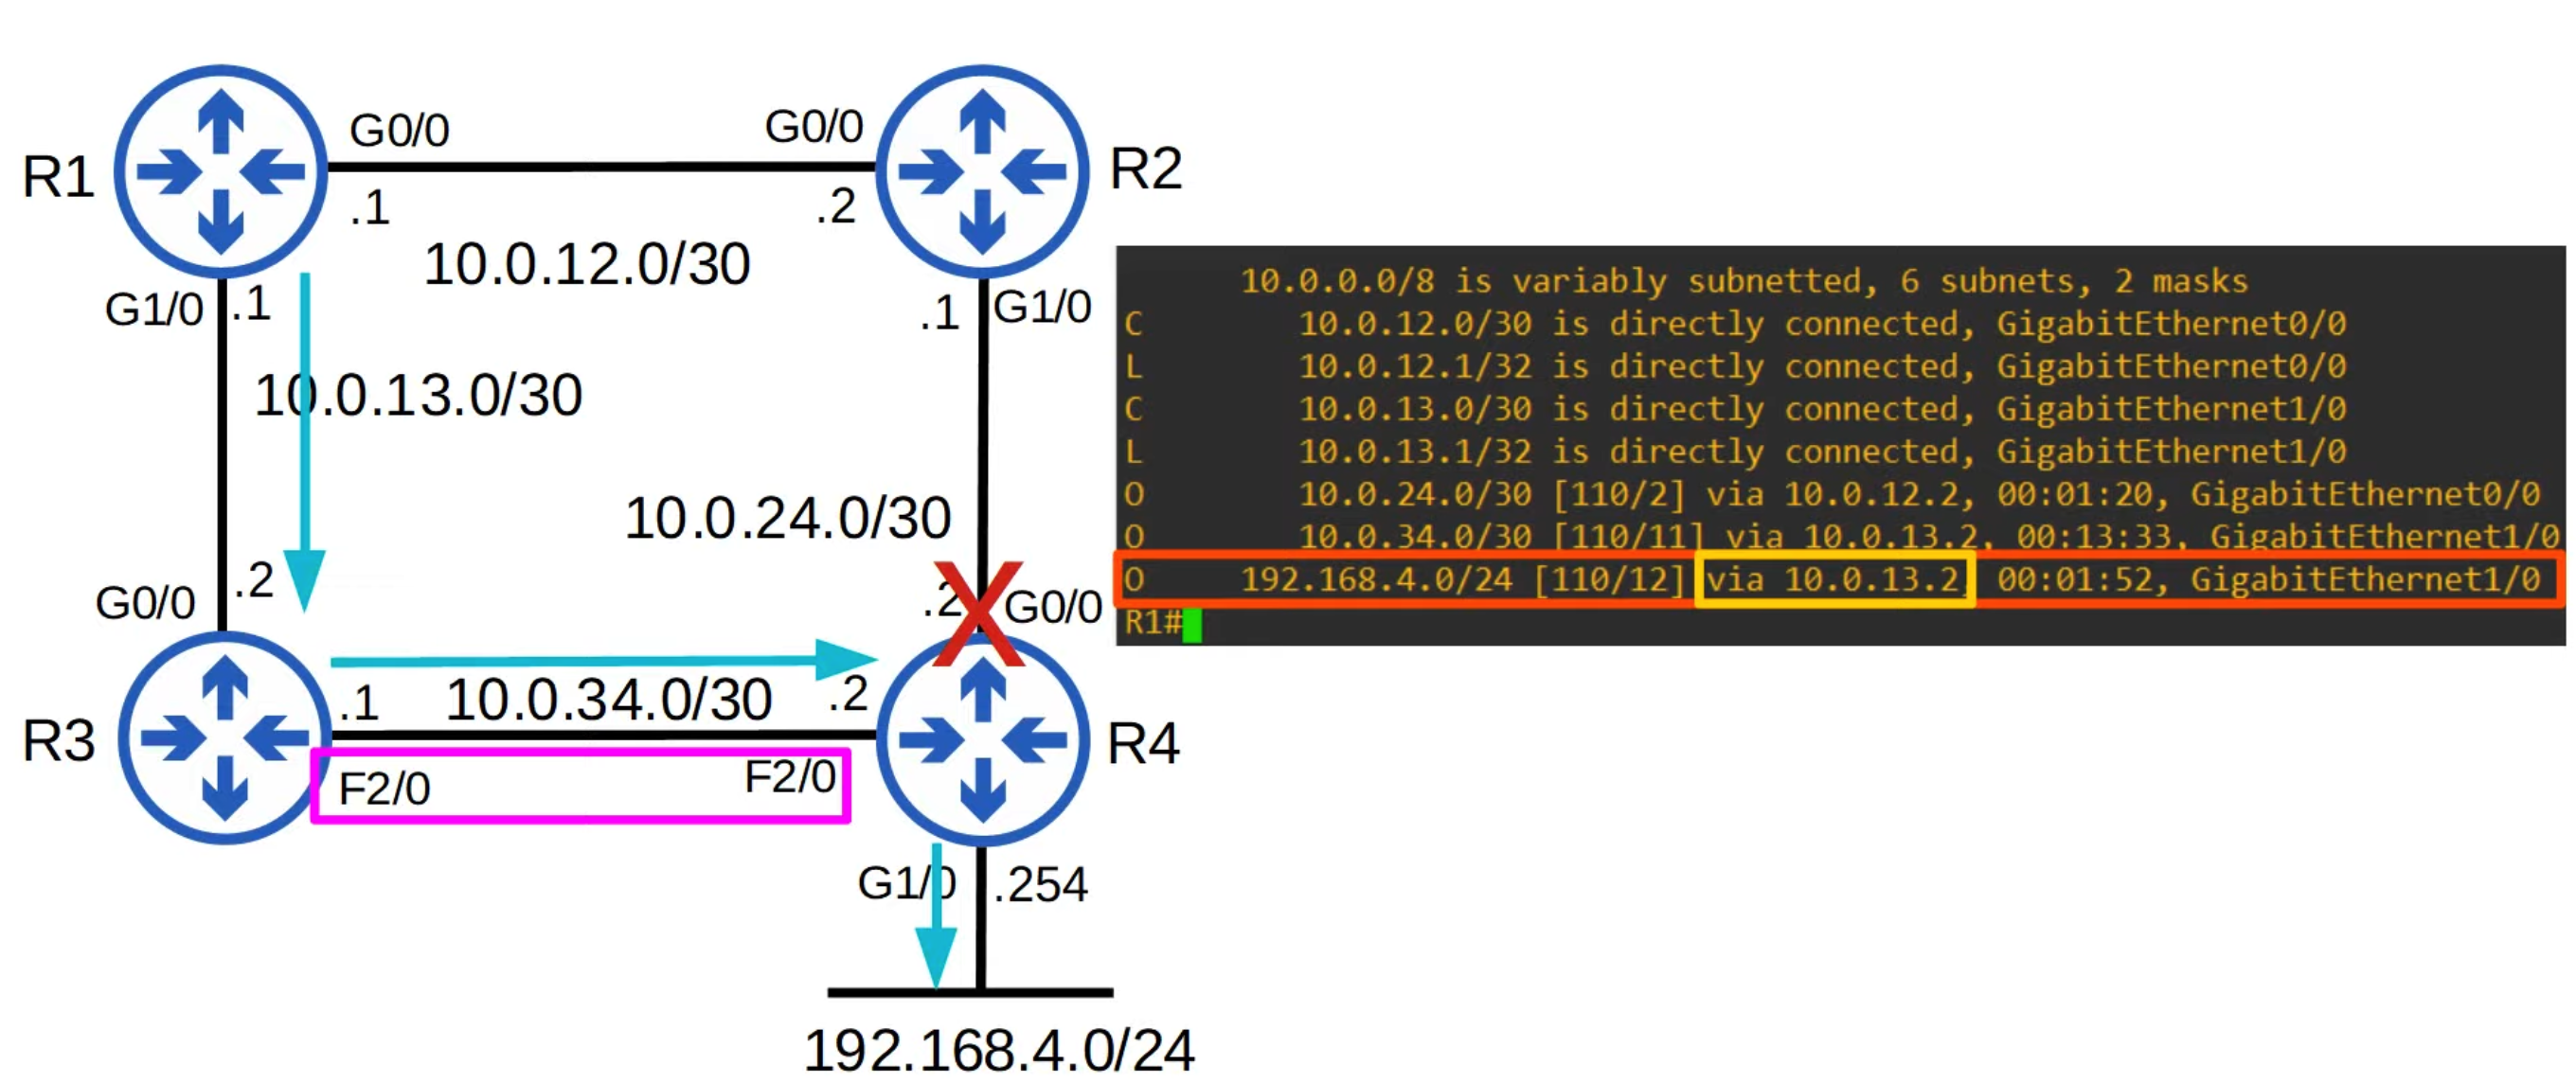 G0/0
G0/0
R1
R2
.1
.2
10.0.12.0/30
G1/0
.1
.1
G1/0
10.0.13.0/30
10.0.24.0/30
.2
G0/0
.2
G0/0
X
.1
10.0.34.0/30
.2
R3
R4
F2/0
F2/0
G1/0
.254
192.168.4.0/24
10.0.0.0/8 is variably subnetted, 6 subnets, 2 masks
C 10.0.12.0/30 is directly connected, GigabitEthernet0/0
L 10.0.12.1/32 is directly connected, GigabitEthernet0/0
C 10.0.13.0/30 is directly connected, GigabitEthernet1/0
L 10.0.13.1/32 is directly connected, GigabitEthernet1/0
O 10.0.24.0/30 [110/2] via 10.0.12.2, 00:01:20, GigabitEthernet0/0
O 10.0.34.0/30 [110/11] via 10.0.13.2, 00:13:33, GigabitEthernet1/0
O 192.168.4.0/24 [110/12] via 10.0.13.2, 00:01:52, GigabitEthernet1/0
R1#